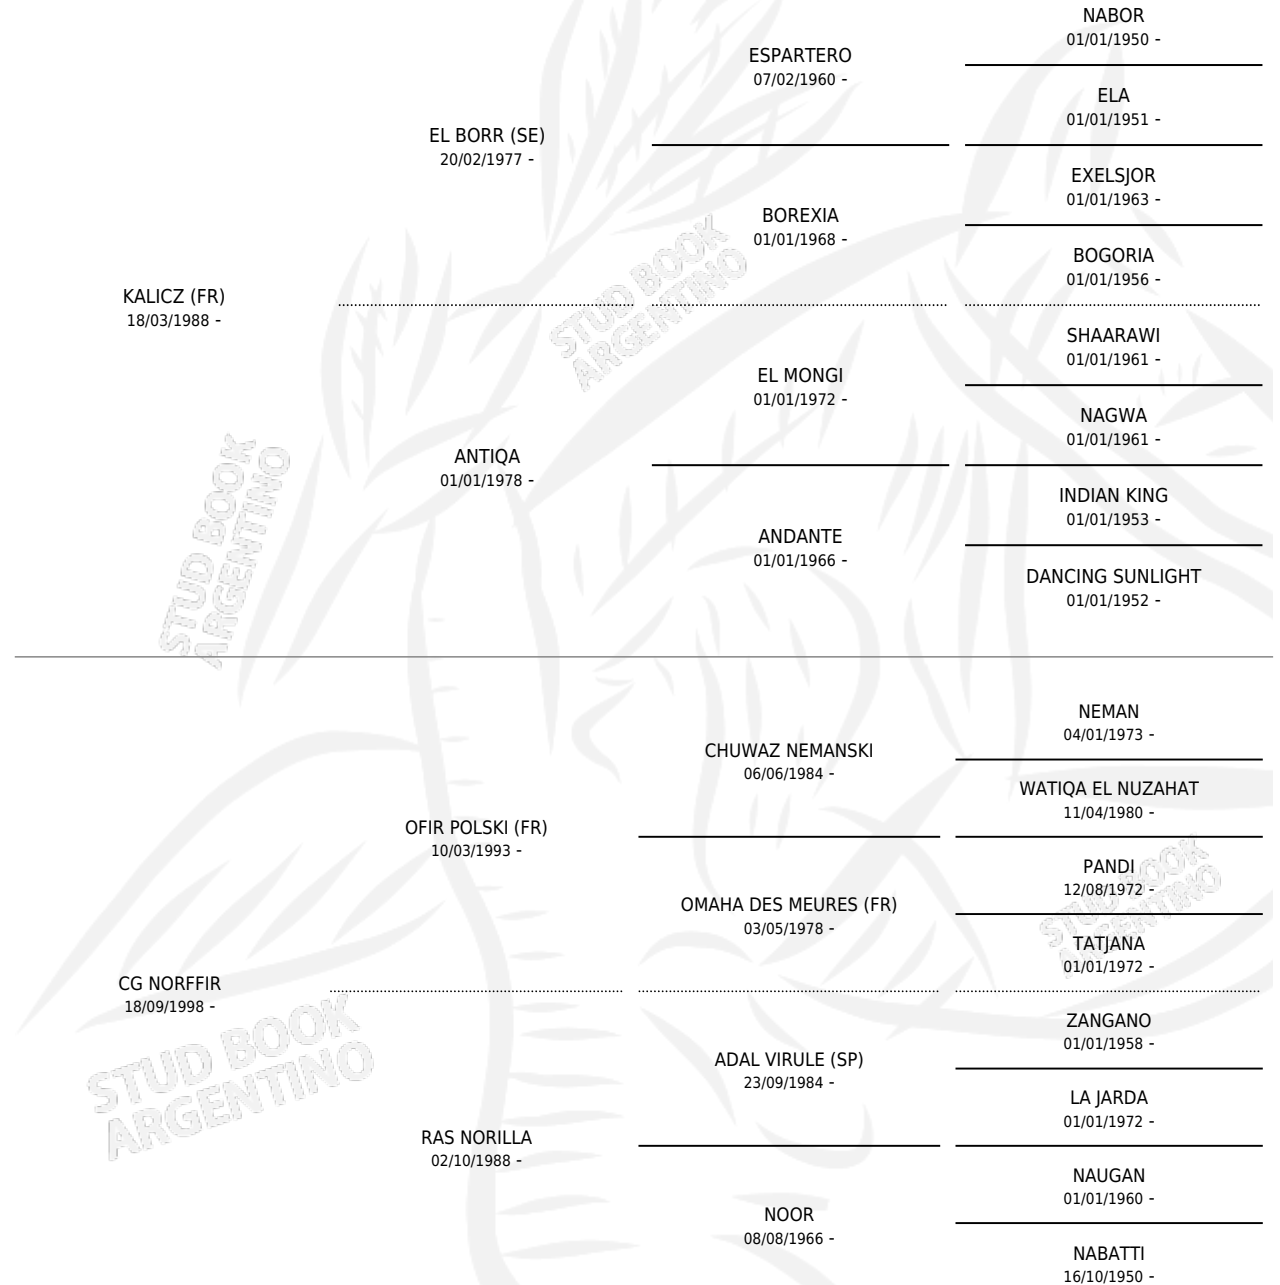 NABOR
01/01/1950 -
ESPARTERO
07/02/1960 -
ELA
01/01/1951 -
EL BORR (SE)
20/02/1977 -
EXELSJOR
01/01/1963 -
BOREXIA
01/01/1968 -
BOGORIA
01/01/1956 -
KALICZ (FR)
18/03/1988 -
SHAARAWI
01/01/1961 -
EL MONGI
01/01/1972 -
NAGWA
01/01/1961 -
ANTIQA
01/01/1978 -
INDIAN KING
01/01/1953 -
ANDANTE
01/01/1966 -
DANCING SUNLIGHT
01/01/1952 -
NEMAN
04/01/1973 -
CHUWAZ NEMANSKI
06/06/1984 -
WATIQA EL NUZAHAT
11/04/1980 -
OFIR POLSKI (FR)
10/03/1993 -
PANDI
12/08/1972 -
OMAHA DES MEURES (FR)
03/05/1978 -
TATJANA
01/01/1972 -
CG NORFFIR
18/09/1998 -
ZANGANO
01/01/1958 -
ADAL VIRULE (SP)
23/09/1984 -
LA JARDA
01/01/1972 -
RAS NORILLA
02/10/1988 -
NAUGAN
01/01/1960 -
NOOR
08/08/1966 -
NABATTI
16/10/1950 -
STUD BOOK
ARGENTINO
STUD BOOK
ARGENTINO
STUD BOOK
ARGENTINO
STUD BOOK
ARGENTINO